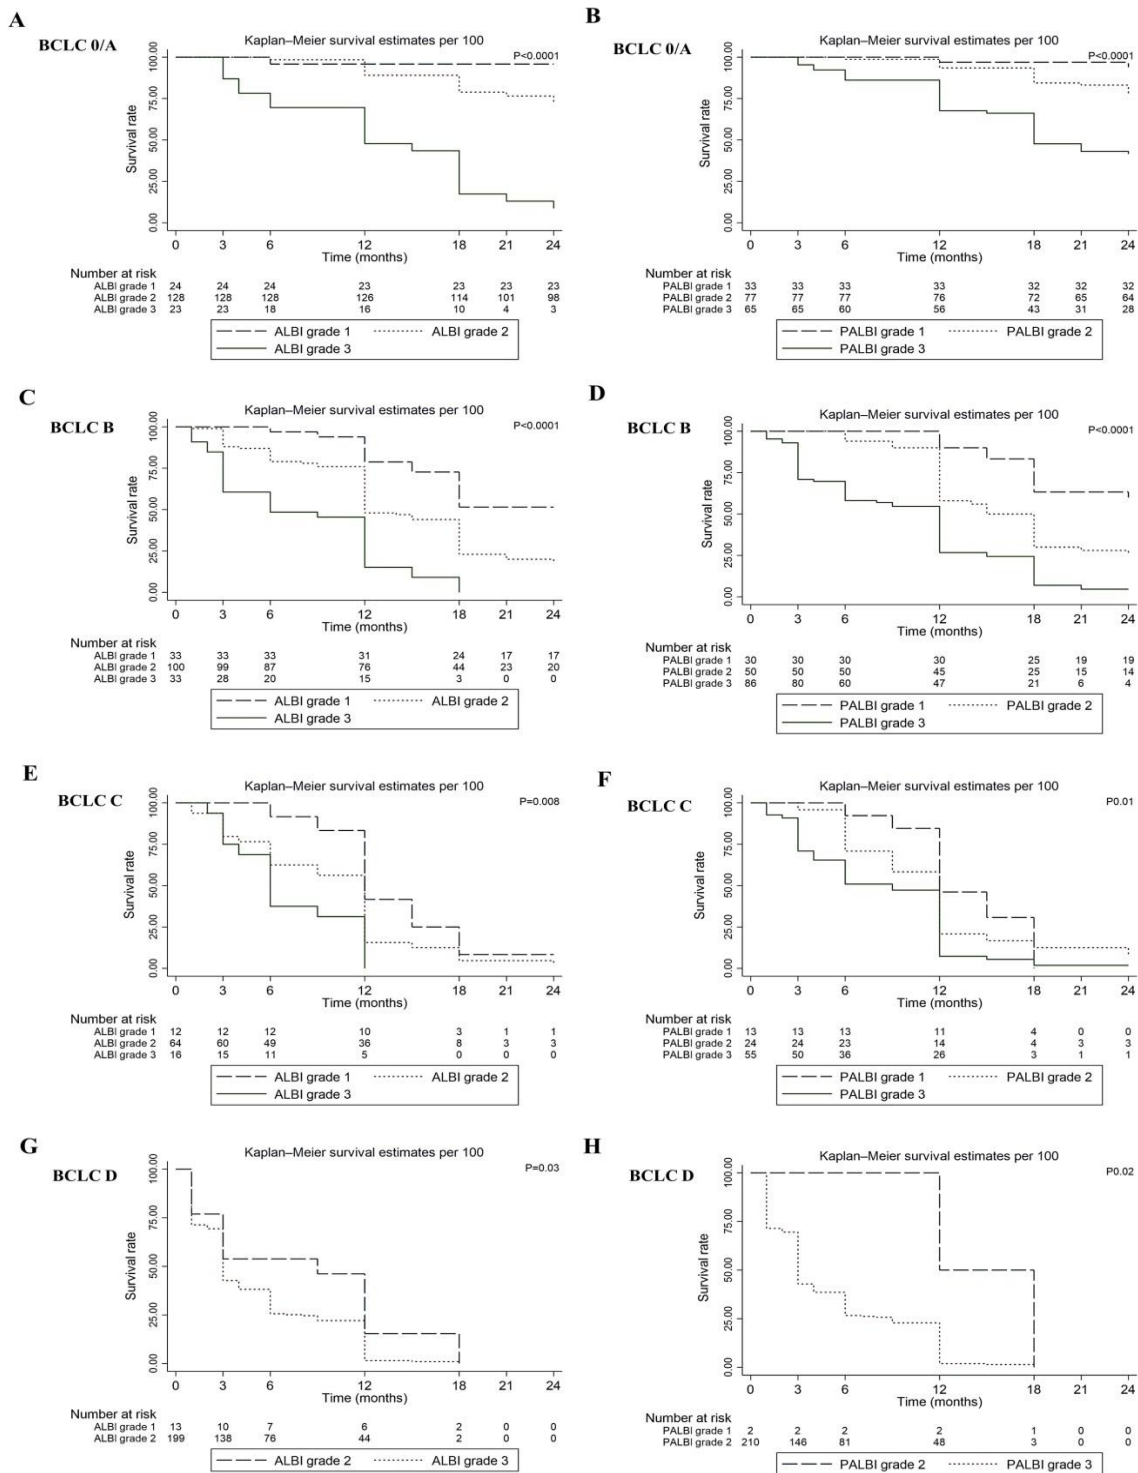 A
BCLC 0/A
Kaplan–Meier survival estimates per 100
P<0.0001
Survival rate
100.00
75.00
50.00
25.00
0.00
0 3 6 12 18 21 24
Time (months)
Number at risk
ALBI grade 1 24 24 24 23 23 23 23
ALBI grade 2 128 128 128 126 114 101 98
ALBI grade 3 23 23 18 16 10 4 3
ALBI grade 1 ALBI grade 2
ALBI grade 3
B
BCLC 0/A
Kaplan–Meier survival estimates per 100
P<0.0001
Survival rate
100.00
75.00
50.00
25.00
0.00
0 3 6 12 18 21 24
Time (months)
Number at risk
PALBI grade 1 33 33 33 33 32 32 32
PALBI grade 2 77 77 77 76 72 65 64
PALBI grade 3 65 65 60 56 43 31 28
PALBI grade 1 PALBI grade 2
PALBI grade 3
C
BCLC B
Kaplan–Meier survival estimates per 100
P<0.0001
Survival rate
100.00
75.00
50.00
25.00
0.00
0 3 6 12 18 21 24
Time (months)
Number at risk
ALBI grade 1 33 33 33 31 24 17 17
ALBI grade 2 100 99 87 76 44 23 20
ALBI grade 3 33 28 20 15 3 0 0
ALBI grade 1 ALBI grade 2
ALBI grade 3
D
BCLC B
Kaplan–Meier survival estimates per 100
P<0.0001
Survival rate
100.00
75.00
50.00
25.00
0.00
0 3 6 12 18 21 24
Time (months)
Number at risk
PALBI grade 1 30 30 30 30 25 19 19
PALBI grade 2 50 50 50 45 25 15 14
PALBI grade 3 86 80 60 47 21 6 4
PALBI grade 1 PALBI grade 2
PALBI grade 3
E
BCLC C
Kaplan–Meier survival estimates per 100
P=0.008
Survival rate
100.00
75.00
50.00
25.00
0.00
0 3 6 12 18 21 24
Time (months)
Number at risk
ALBI grade 1 12 12 12 10 3 1 1
ALBI grade 2 64 60 49 36 8 3 3
ALBI grade 3 16 15 11 5 0 0 0
ALBI grade 1 ALBI grade 2
ALBI grade 3
F
BCLC C
Kaplan–Meier survival estimates per 100
P0.01
Survival rate
100.00
75.00
50.00
25.00
0.00
0 3 6 12 18 21 24
Time (months)
Number at risk
PALBI grade 1 13 13 13 11 4 0 0
PALBI grade 2 24 24 23 14 4 3 3
PALBI grade 3 55 50 36 26 3 1 1
PALBI grade 1 PALBI grade 2
PALBI grade 3
G
BCLC D
Kaplan–Meier survival estimates per 100
P=0.03
Survival rate
100.00
75.00
50.00
25.00
0.00
0 3 6 12 18 21 24
Time (months)
Number at risk
ALBI grade 1 13 10 7 6 2 0 0
ALBI grade 2 199 138 76 44 2 0 0
ALBI grade 2 ALBI grade 3
H
BCLC D
Kaplan–Meier survival estimates per 100
P0.02
Survival rate
100.00
75.00
50.00
25.00
0.00
0 3 6 12 18 21 24
Time (months)
Number at risk
PALBI grade 1 2 2 2 2 1 0 0
PALBI grade 2 210 146 81 48 3 0 0
PALBI grade 2 PALBI grade 3